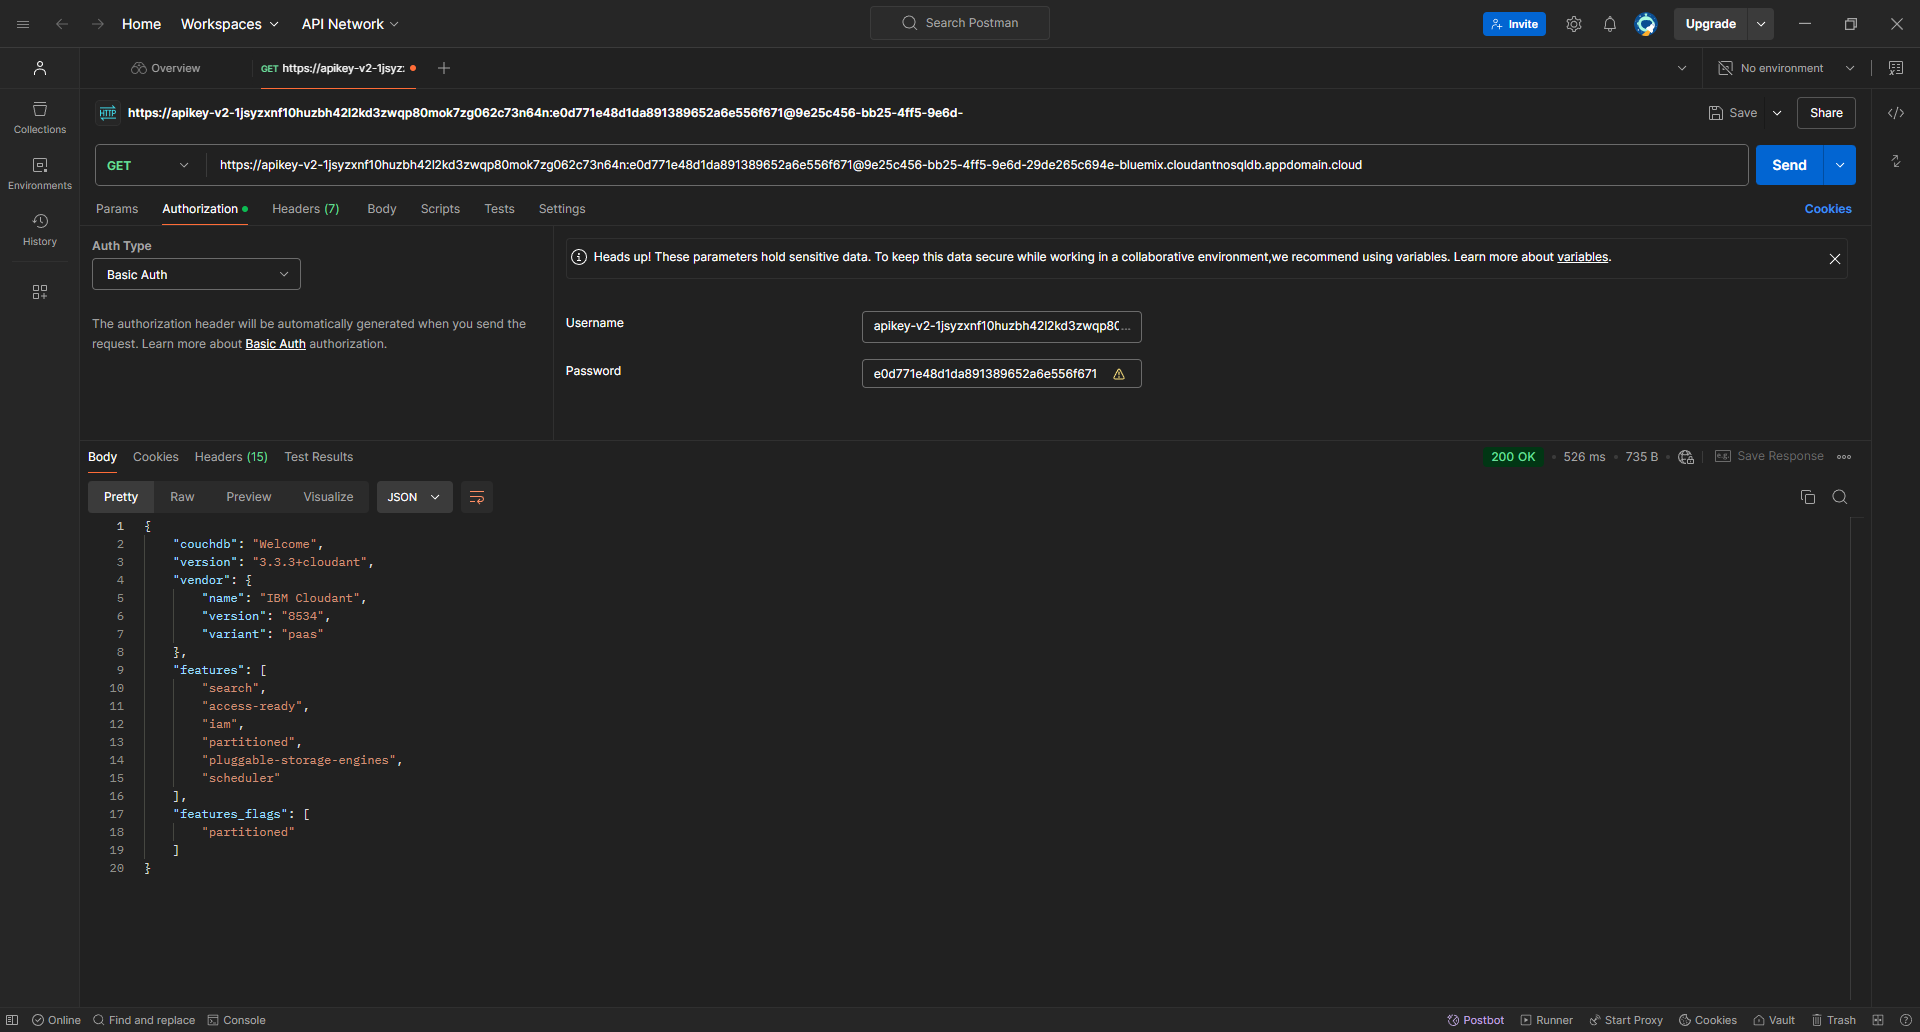 Home Workspaces API Network Search Postman Invite Upgrade
Overview GET https://apikey-v2-1jsyz: No environment
HTTP https://apikey-v2-1jsyzxnf10huzbh42l2kd3zwqp80mok7zg062c73n64n:e0d771e48d1da891389652a6e556f671@9e25c456-bb25-4ff5-9e6d- Save Share
Collections
GET https://apikey-v2-1jsyzxnf10huzbh42l2kd3zwqp80mok7zg062c73n64n:e0d771e48d1da891389652a6e556f671@9e25c456-bb25-4ff5-9e6d-29de265c694e-bluemix.cloudantnosqldb.appdomain.cloud Send
Environments
Params Authorization Headers (7) Body Scripts Tests Settings Cookies
History
Auth Type
Basic Auth
Heads up! These parameters hold sensitive data. To keep this data secure while working in a collaborative environment,we recommend using variables. Learn more about variables.
The authorization header will be automatically generated when you send the
request. Learn more about Basic Auth authorization.
Username apikey-v2-1jsyzxnf10huzbh42l2kd3zwqp80...
Password e0d771e48d1da891389652a6e556f671
Body Cookies Headers (15) Test Results 200 OK 526 ms 735 B e.g. Save Response
Pretty Raw Preview Visualize JSON
1 {
2 "couchdb": "Welcome",
3 "version": "3.3.3+cloudant",
4 "vendor": {
5 "name": "IBM Cloudant",
6 "version": "8534",
7 "variant": "paas"
8 },
9 "features": [
10 "search",
11 "access-ready",
12 "iam",
13 "partitioned",
14 "pluggable-storage-engines",
15 "scheduler"
16 ],
17 "features_flags": [
18 "partitioned"
19 ]
20 }
Online Find and replace Console Postbot Runner Start Proxy Cookies Vault Trash